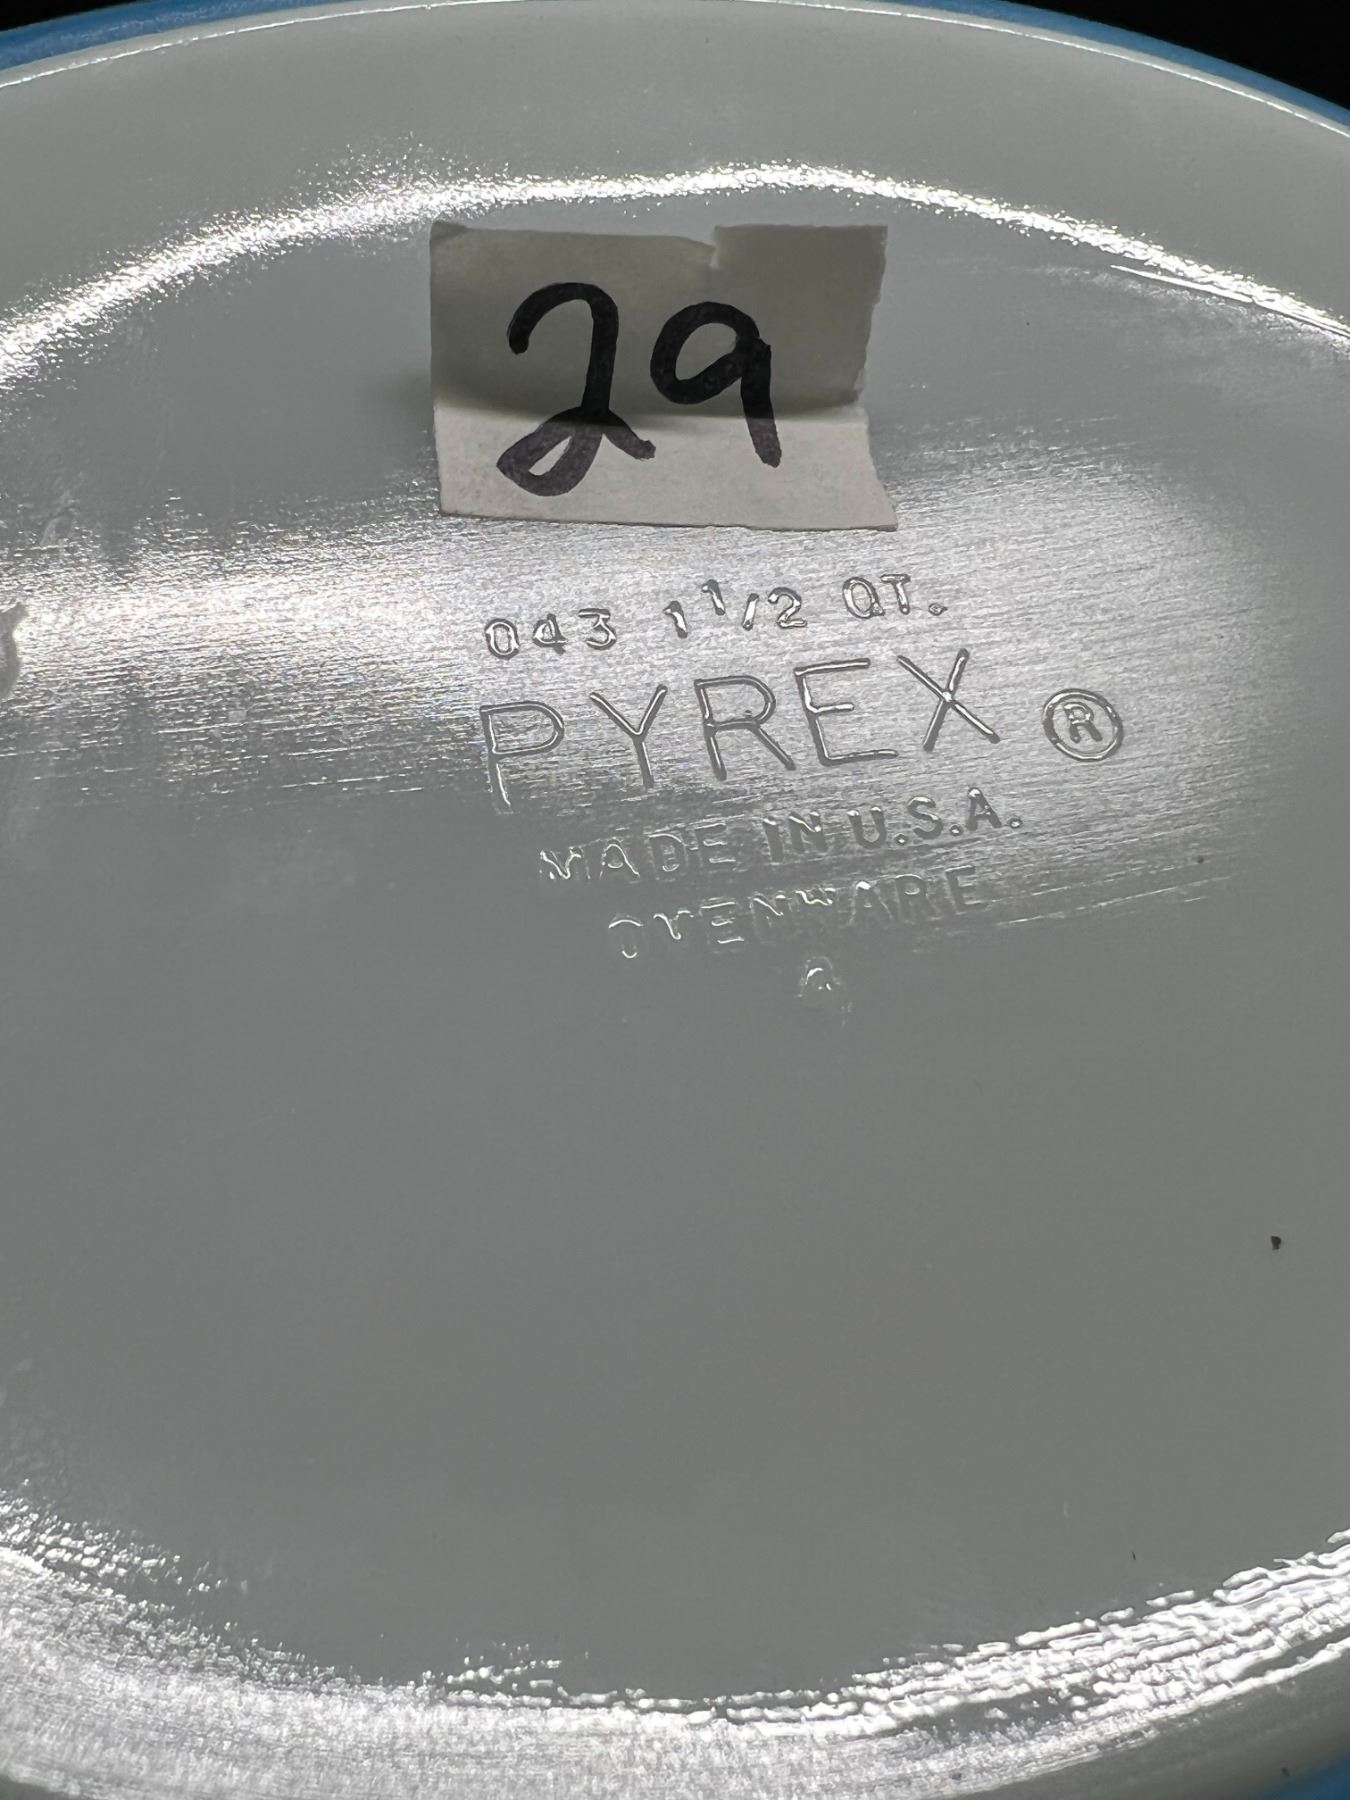 29
043 1 1/2 QT.
PYREX ®
MADE IN U.S.A.
OVENWARE